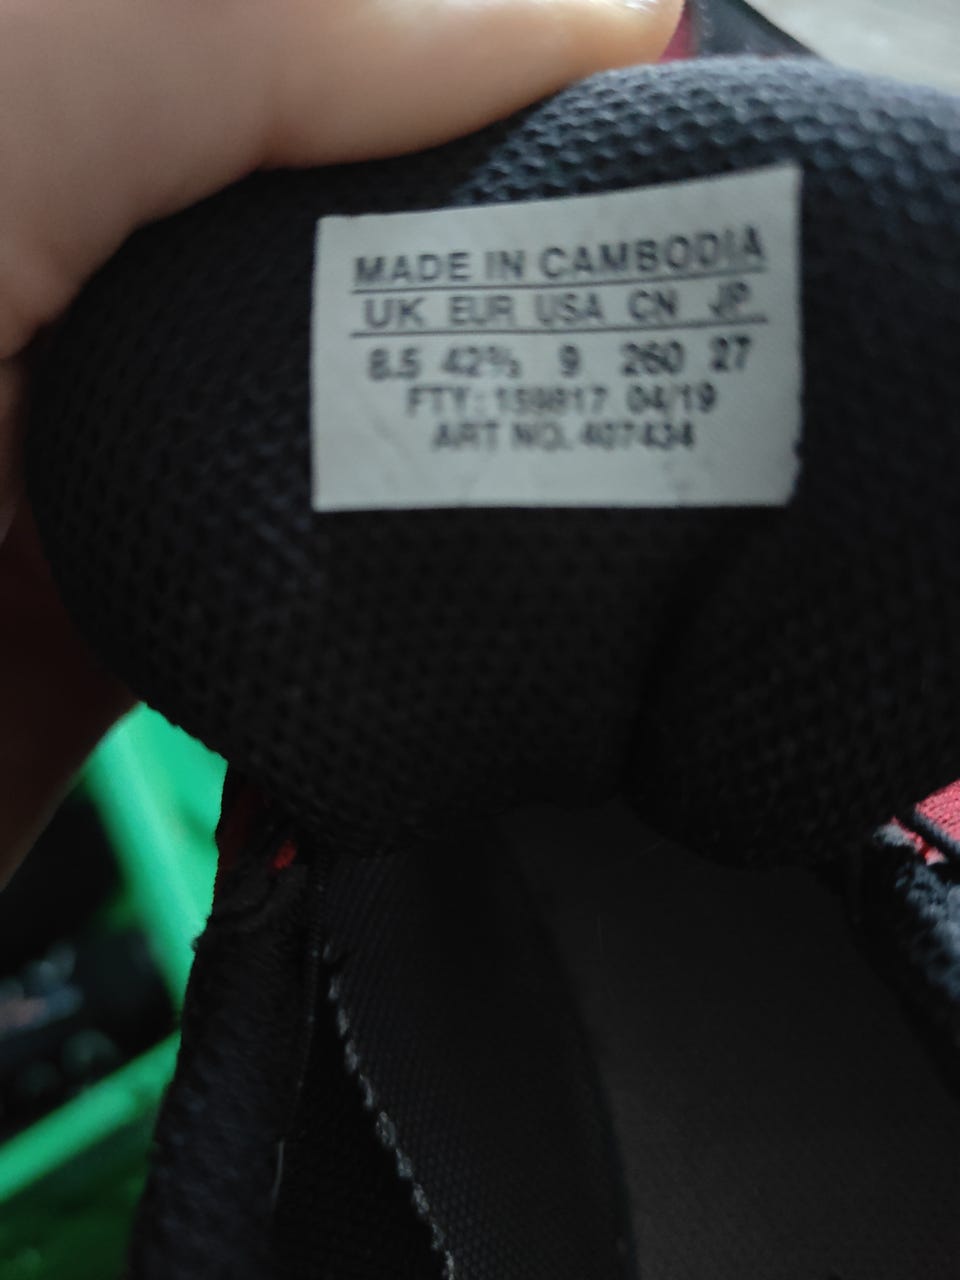 MADE IN CAMBODIA
UK EUR USA CN JP
8.5 42⅔ 9 260 27
FTY: 159817 04/19
ART NO. 407434